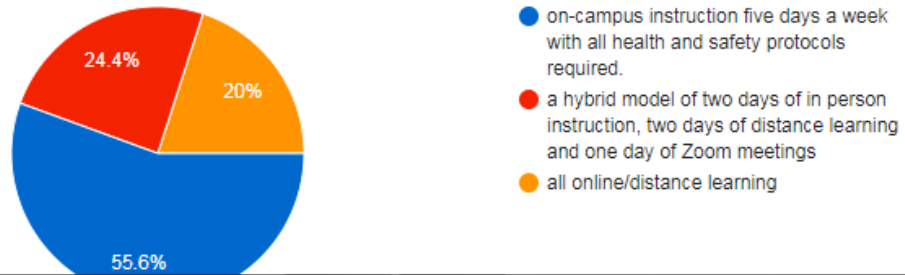 24.4%
20%
55.6%
on-campus instruction five days a week
with all health and safety protocols
required.
a hybrid model of two days of in person
instruction, two days of distance learning
and one day of Zoom meetings
all online/distance learning